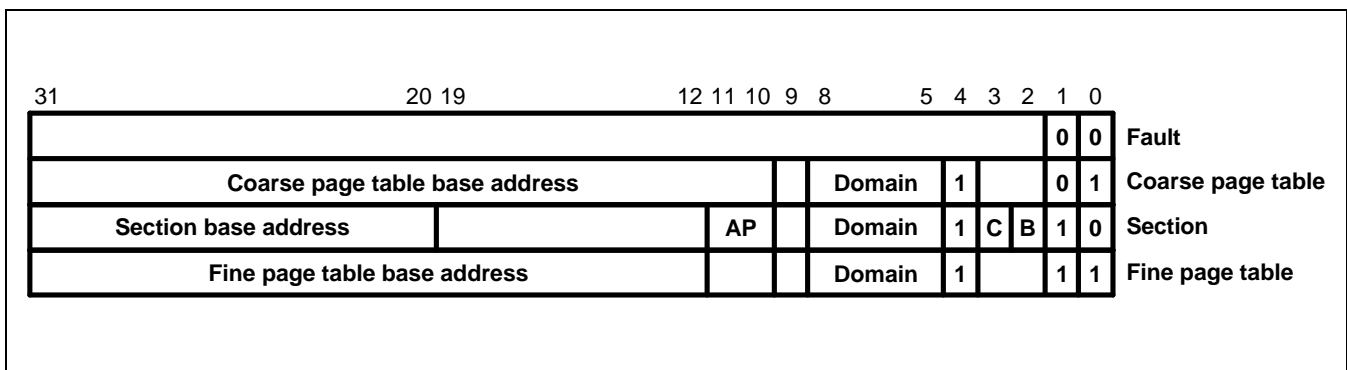 31 20 19 12 11 10 9 8 5 4 3 2 1 0
0 0 Fault
Coarse page table base address Domain 1 0 1 Coarse page table
Section base address AP Domain 1 C B 1 0 Section
Fine page table base address Domain 1 1 1 Fine page table